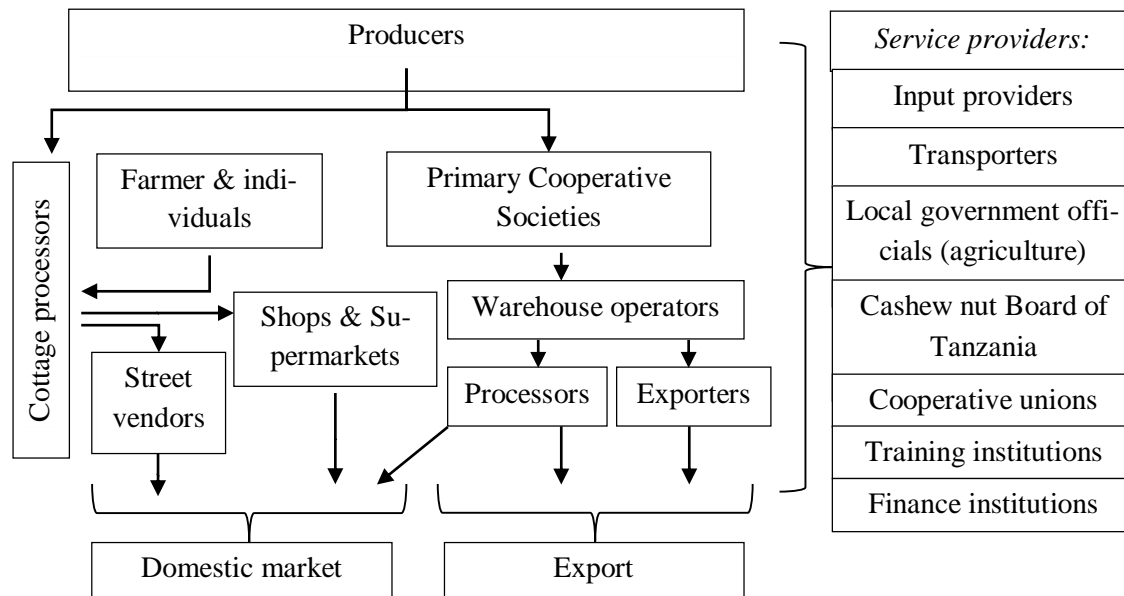 Producers
Service providers:
Input providers
Transporters
Local government offi-
cials (agriculture)
Cashew nut Board of
Tanzania
Cooperative unions
Training institutions
Finance institutions
Cottage processors
Farmer & indi-
viduals
Primary Cooperative
Societies
Warehouse operators
Shops & Su-
permarkets
Street
vendors
Processors
Exporters
Domestic market
Export